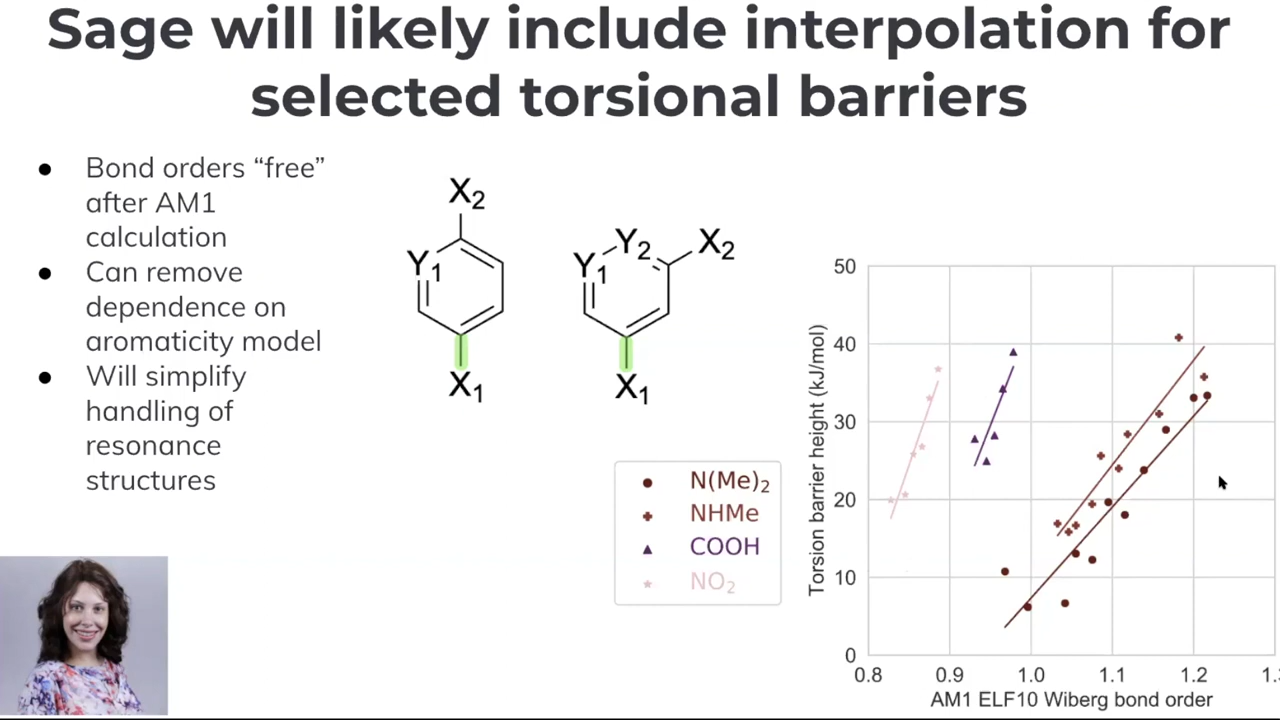 Sage will likely include interpolation for
selected torsional barriers
● Bond orders “free”
after AM1
calculation
● Can remove
dependence on
aromaticity model
● Will simplify
handling of
resonance
structures
X2
Y1
X1
Y1
Y2
X2
X1
N(Me)2
NHMe
COOH
NO2
Torsion barrier height (kJ/mol)
50
40
30
20
10
0
0.8 0.9 1.0 1.1 1.2 1.3
AM1 ELF10 Wiberg bond order